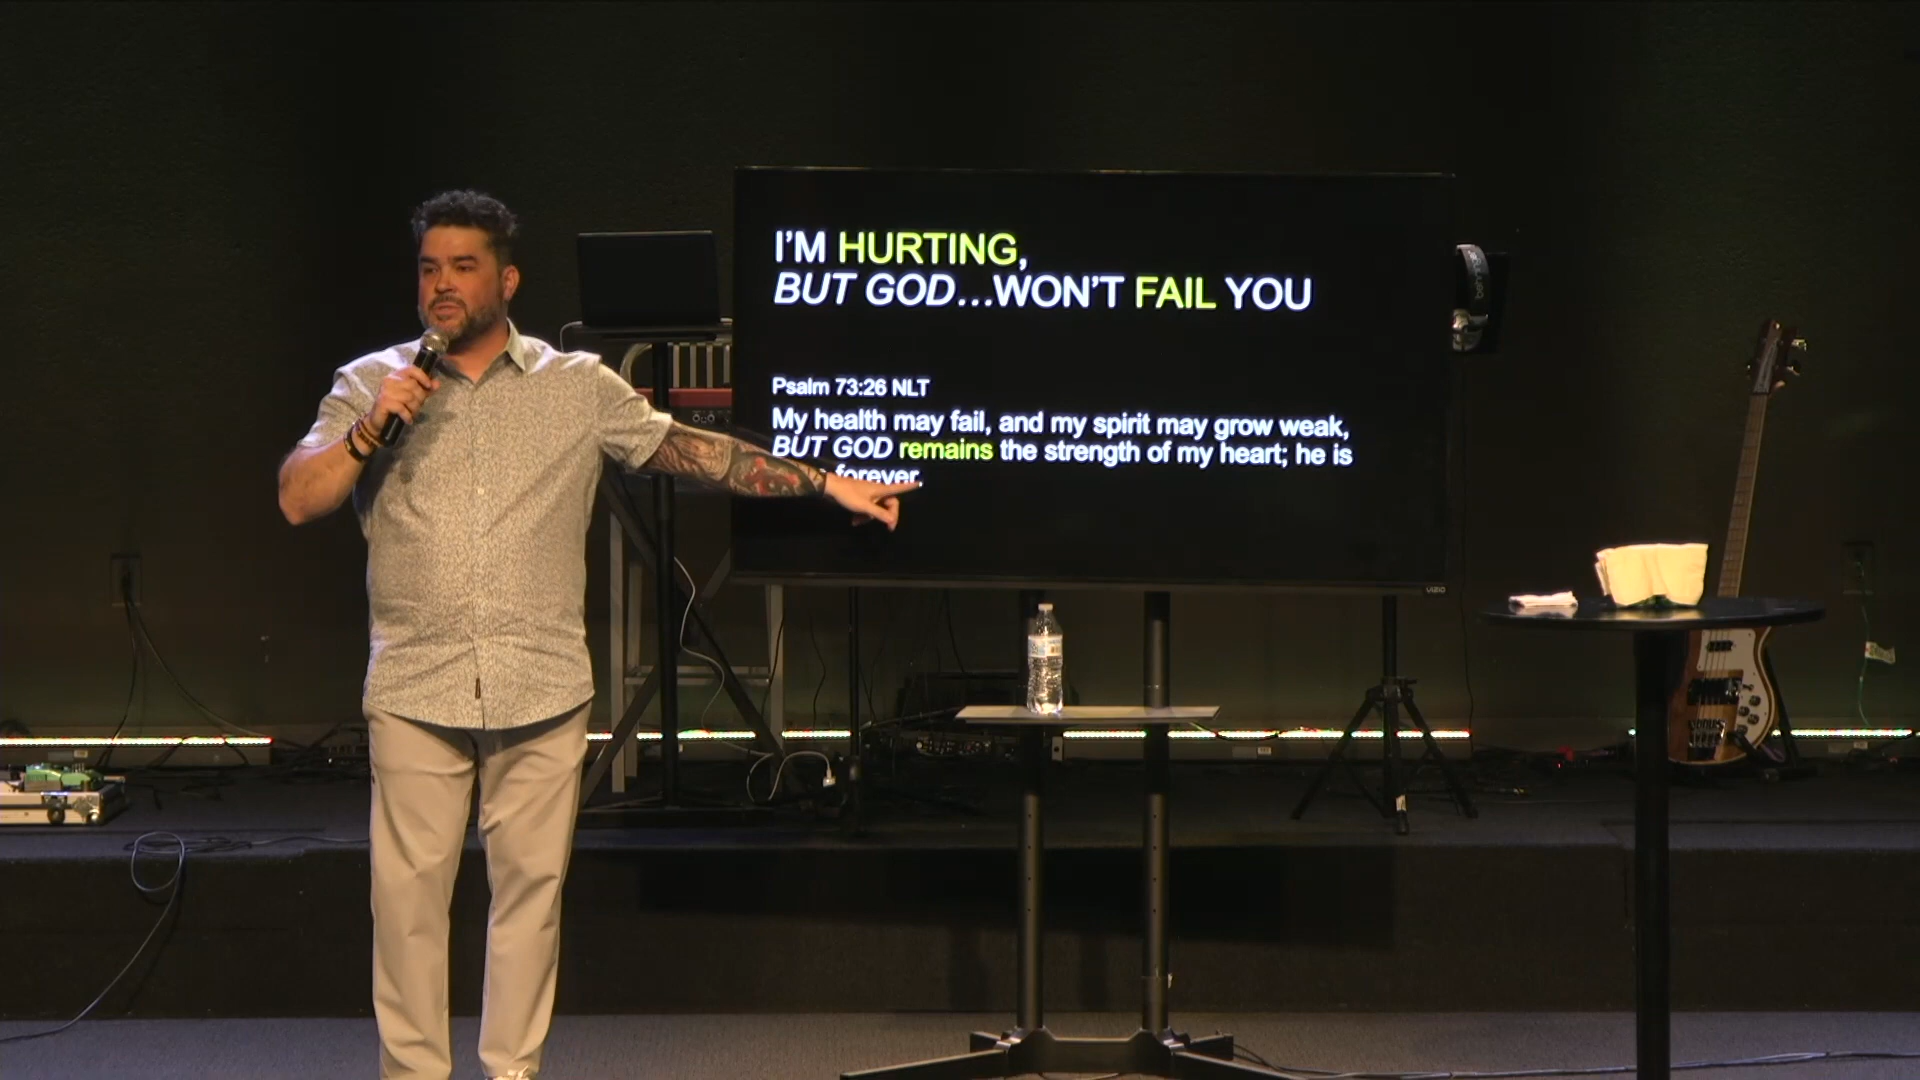 I'M HURTING,
BUT GOD...WON'T FAIL YOU
Psalm 73:26 NLT
My health may fail, and my spirit may grow weak,
BUT GOD remains the strength of my heart; he is
forever.
VIZIO